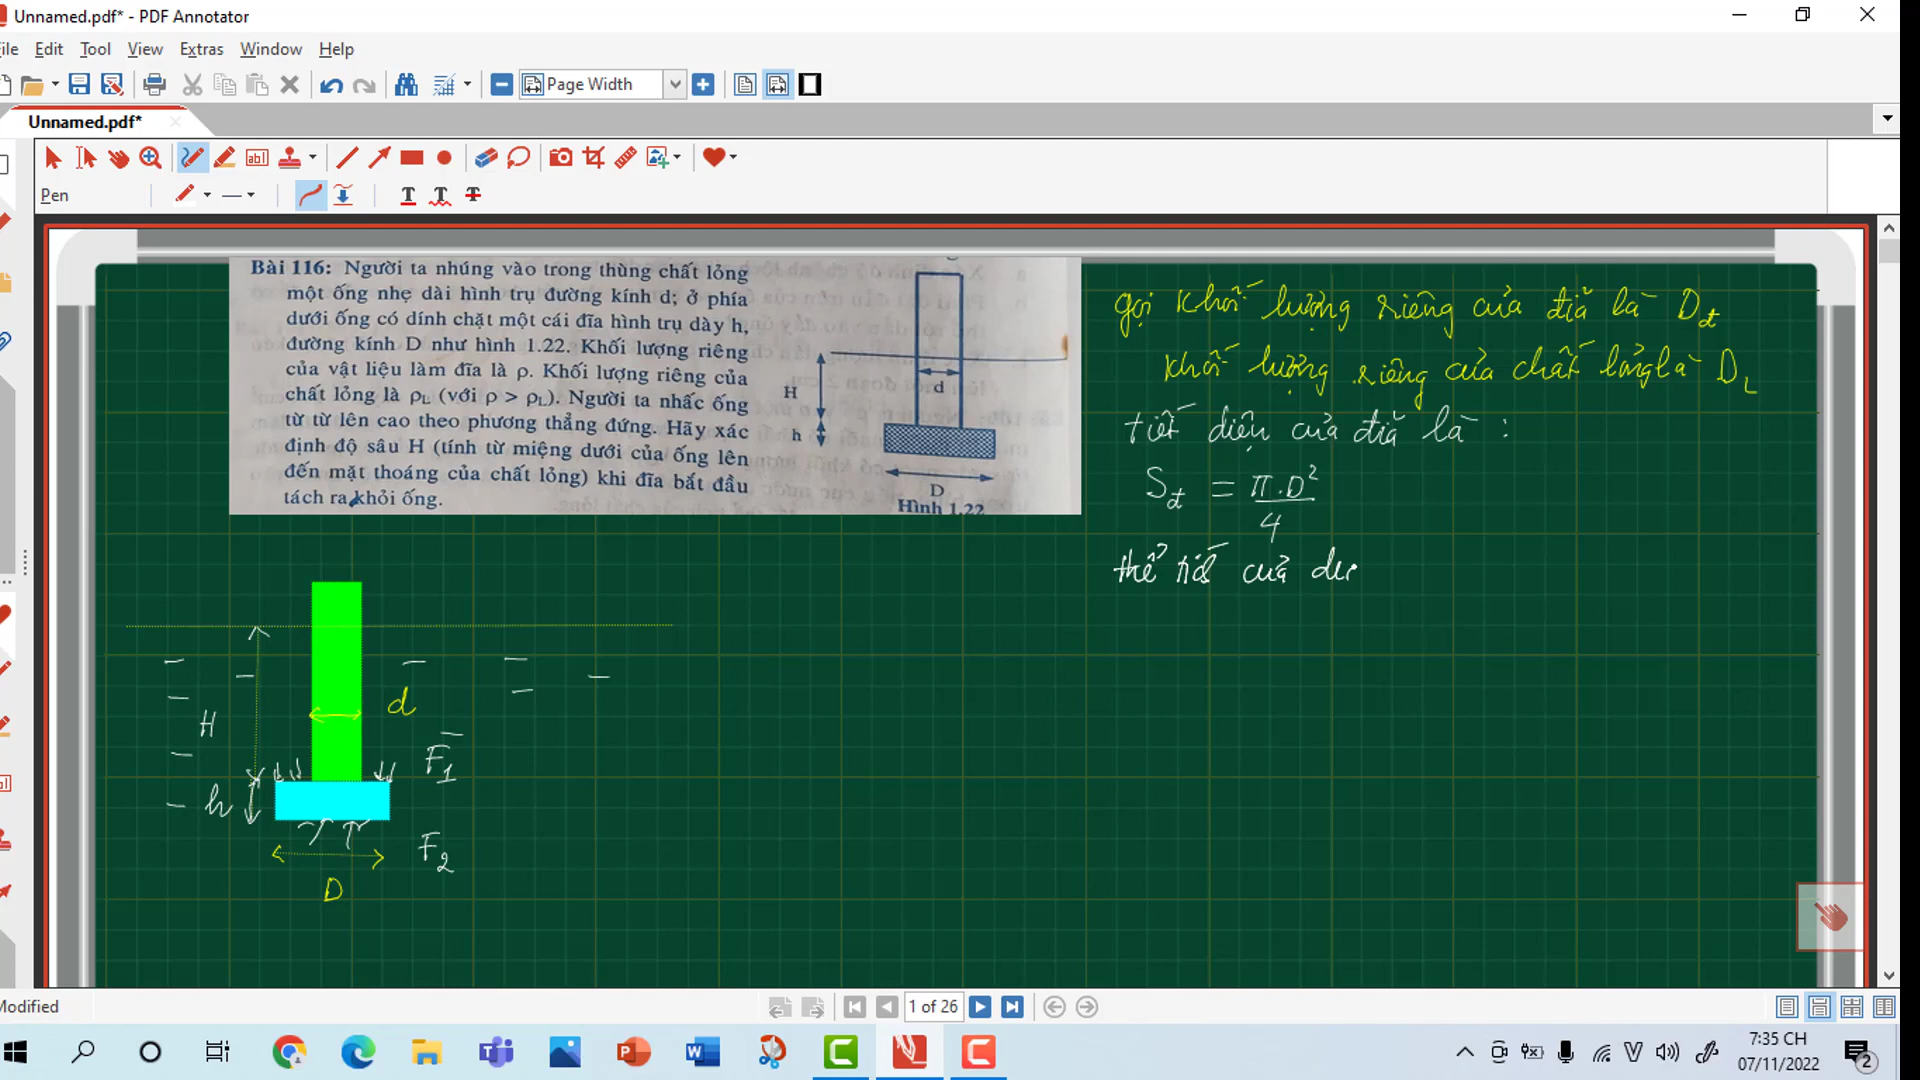 Unnamed.pdf* - PDF Annotator
File Edit Tool View Extras Window Help
Page Width
Unnamed.pdf*
Pen
Bài 116: Người ta nhúng vào trong thùng chất lỏng
một ống nhẹ dài hình trụ đường kính d; ở phía
dưới ống có dính chặt một cái đĩa hình trụ dày h,
đường kính D như hình 1.22. Khối lượng riêng
của vật liệu làm đĩa là ρ. Khối lượng riêng của
chất lỏng là ρL (với ρ > ρL). Người ta nhấc ống
từ từ lên cao theo phương thẳng đứng. Hãy xác
định độ sâu H (tính từ miệng dưới của ống lên
đến mặt thoáng của chất lỏng) khi đĩa bắt đầu
tách ra khỏi ống.
d
H
h
D
Hình 1.22
gọi khối lượng riêng của đĩa là Dđ
khối lượng riêng của chất lỏng là DL
tiết diện của đĩa là :
Sđ = π.D²/4
thể tíc của
d
H
F1
h
F2
D
Modified
1 of 26
7:35 CH
07/11/2022
2